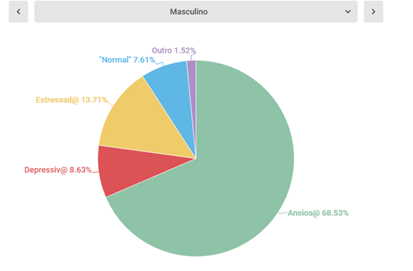 Masculino
Outro 1.52%
"Normal" 7.61%
Estressad@ 13.71%
Depressiv@ 8.63%
Ansios@ 68.53%